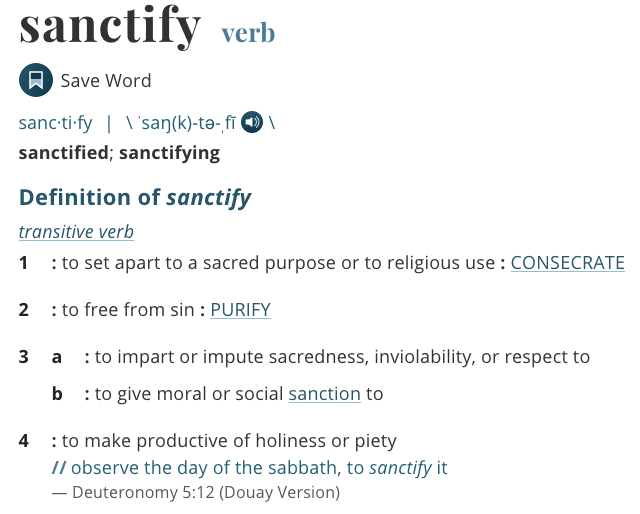 sanctify verb
Save Word
sanc·​ti·​fy | \ ˈsaŋ(k)-tə-ˌfī \
sanctified; sanctifying
Definition of sanctify
transitive verb
1 : to set apart to a sacred purpose or to religious use : CONSECRATE
2 : to free from sin : PURIFY
3 a : to impart or impute sacredness, inviolability, or respect to
b : to give moral or social sanction to
4 : to make productive of holiness or piety
// observe the day of the sabbath, to sanctify it
— Deuteronomy 5:12 (Douay Version)